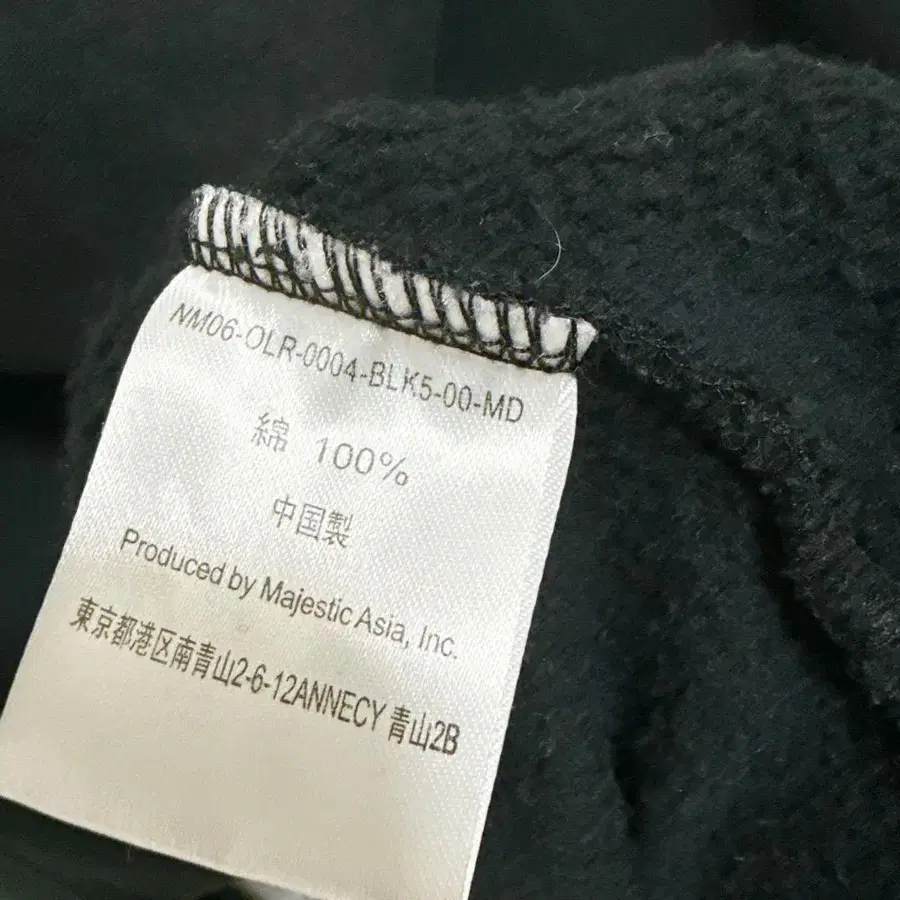 NM06-OLR-0004-BLK5-00-MD
綿 100%
中国製
Produced by Majestic Asia, Inc.
東京都港区南青山2-6-12ANNECY 青山2B